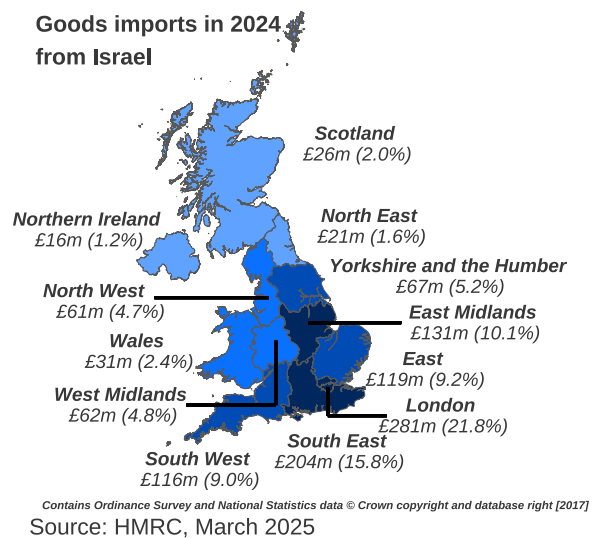 Goods imports in 2024
from Israel
Scotland
£26m (2.0%)
Northern Ireland
£16m (1.2%)
North East
£21m (1.6%)
Yorkshire and the Humber
£67m (5.2%)
North West
£61m (4.7%)
East Midlands
£131m (10.1%)
Wales
£31m (2.4%)
East
£119m (9.2%)
West Midlands
£62m (4.8%)
London
£281m (21.8%)
South East
£204m (15.8%)
South West
£116m (9.0%)
Contains Ordinance Survey and National Statistics data © Crown copyright and database right [2017]
Source: HMRC, March 2025